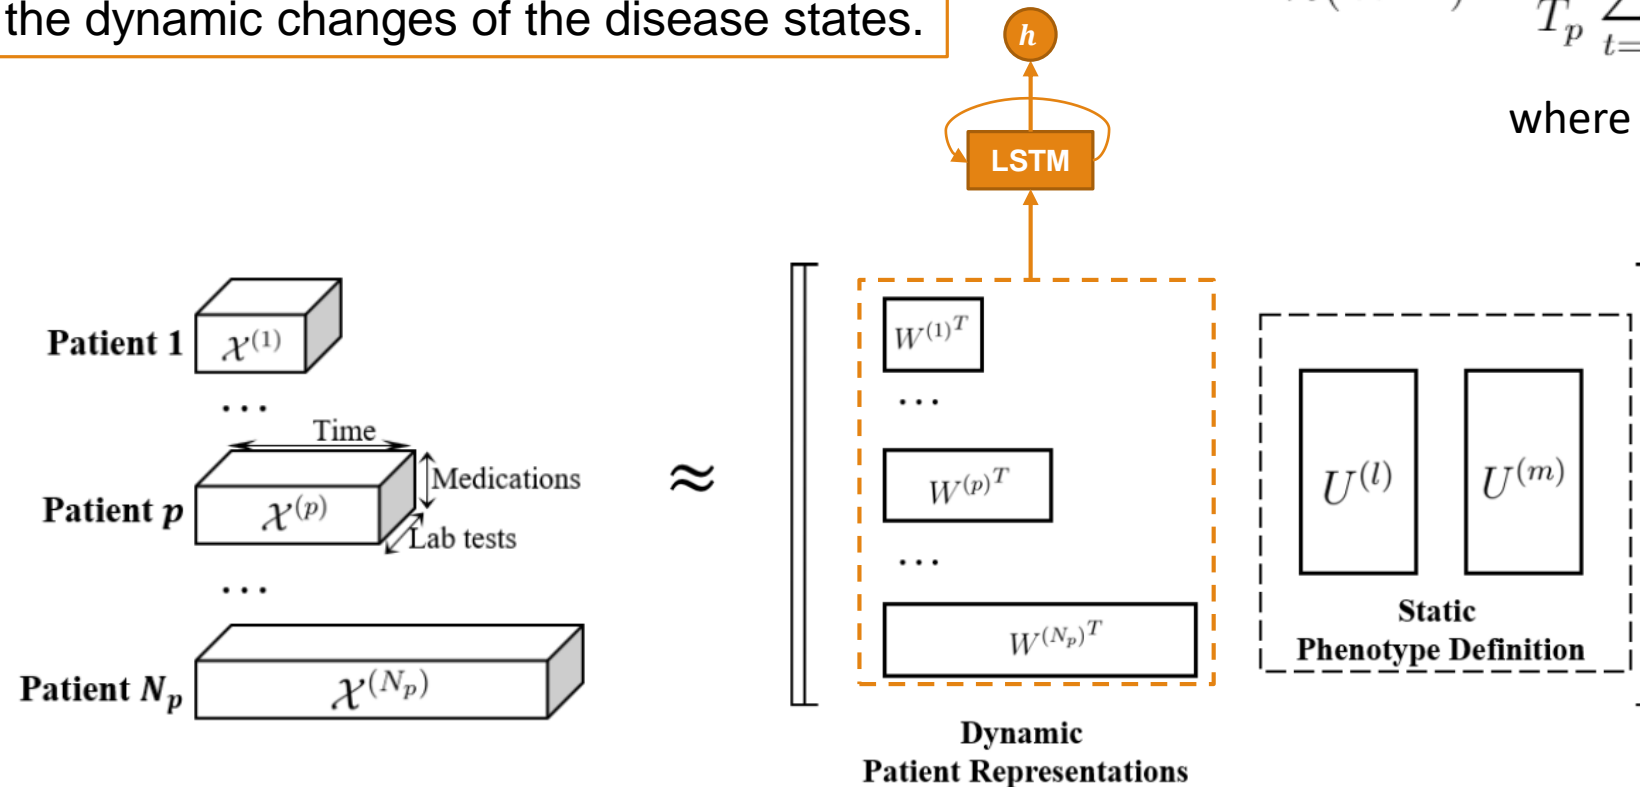 the dynamic changes of the disease states.
h
T_p ∑ t=
where
LSTM
Patient 1
𝒳^(1)
W^(1)^T
...
...
Time
Medications
Patient p
𝒳^(p)
Lab tests
≈
W^(p)^T
U^(l)
U^(m)
...
...
Static
Phenotype Definition
W^(N_p)^T
Patient N_p
𝒳^(N_p)
Dynamic
Patient Representations